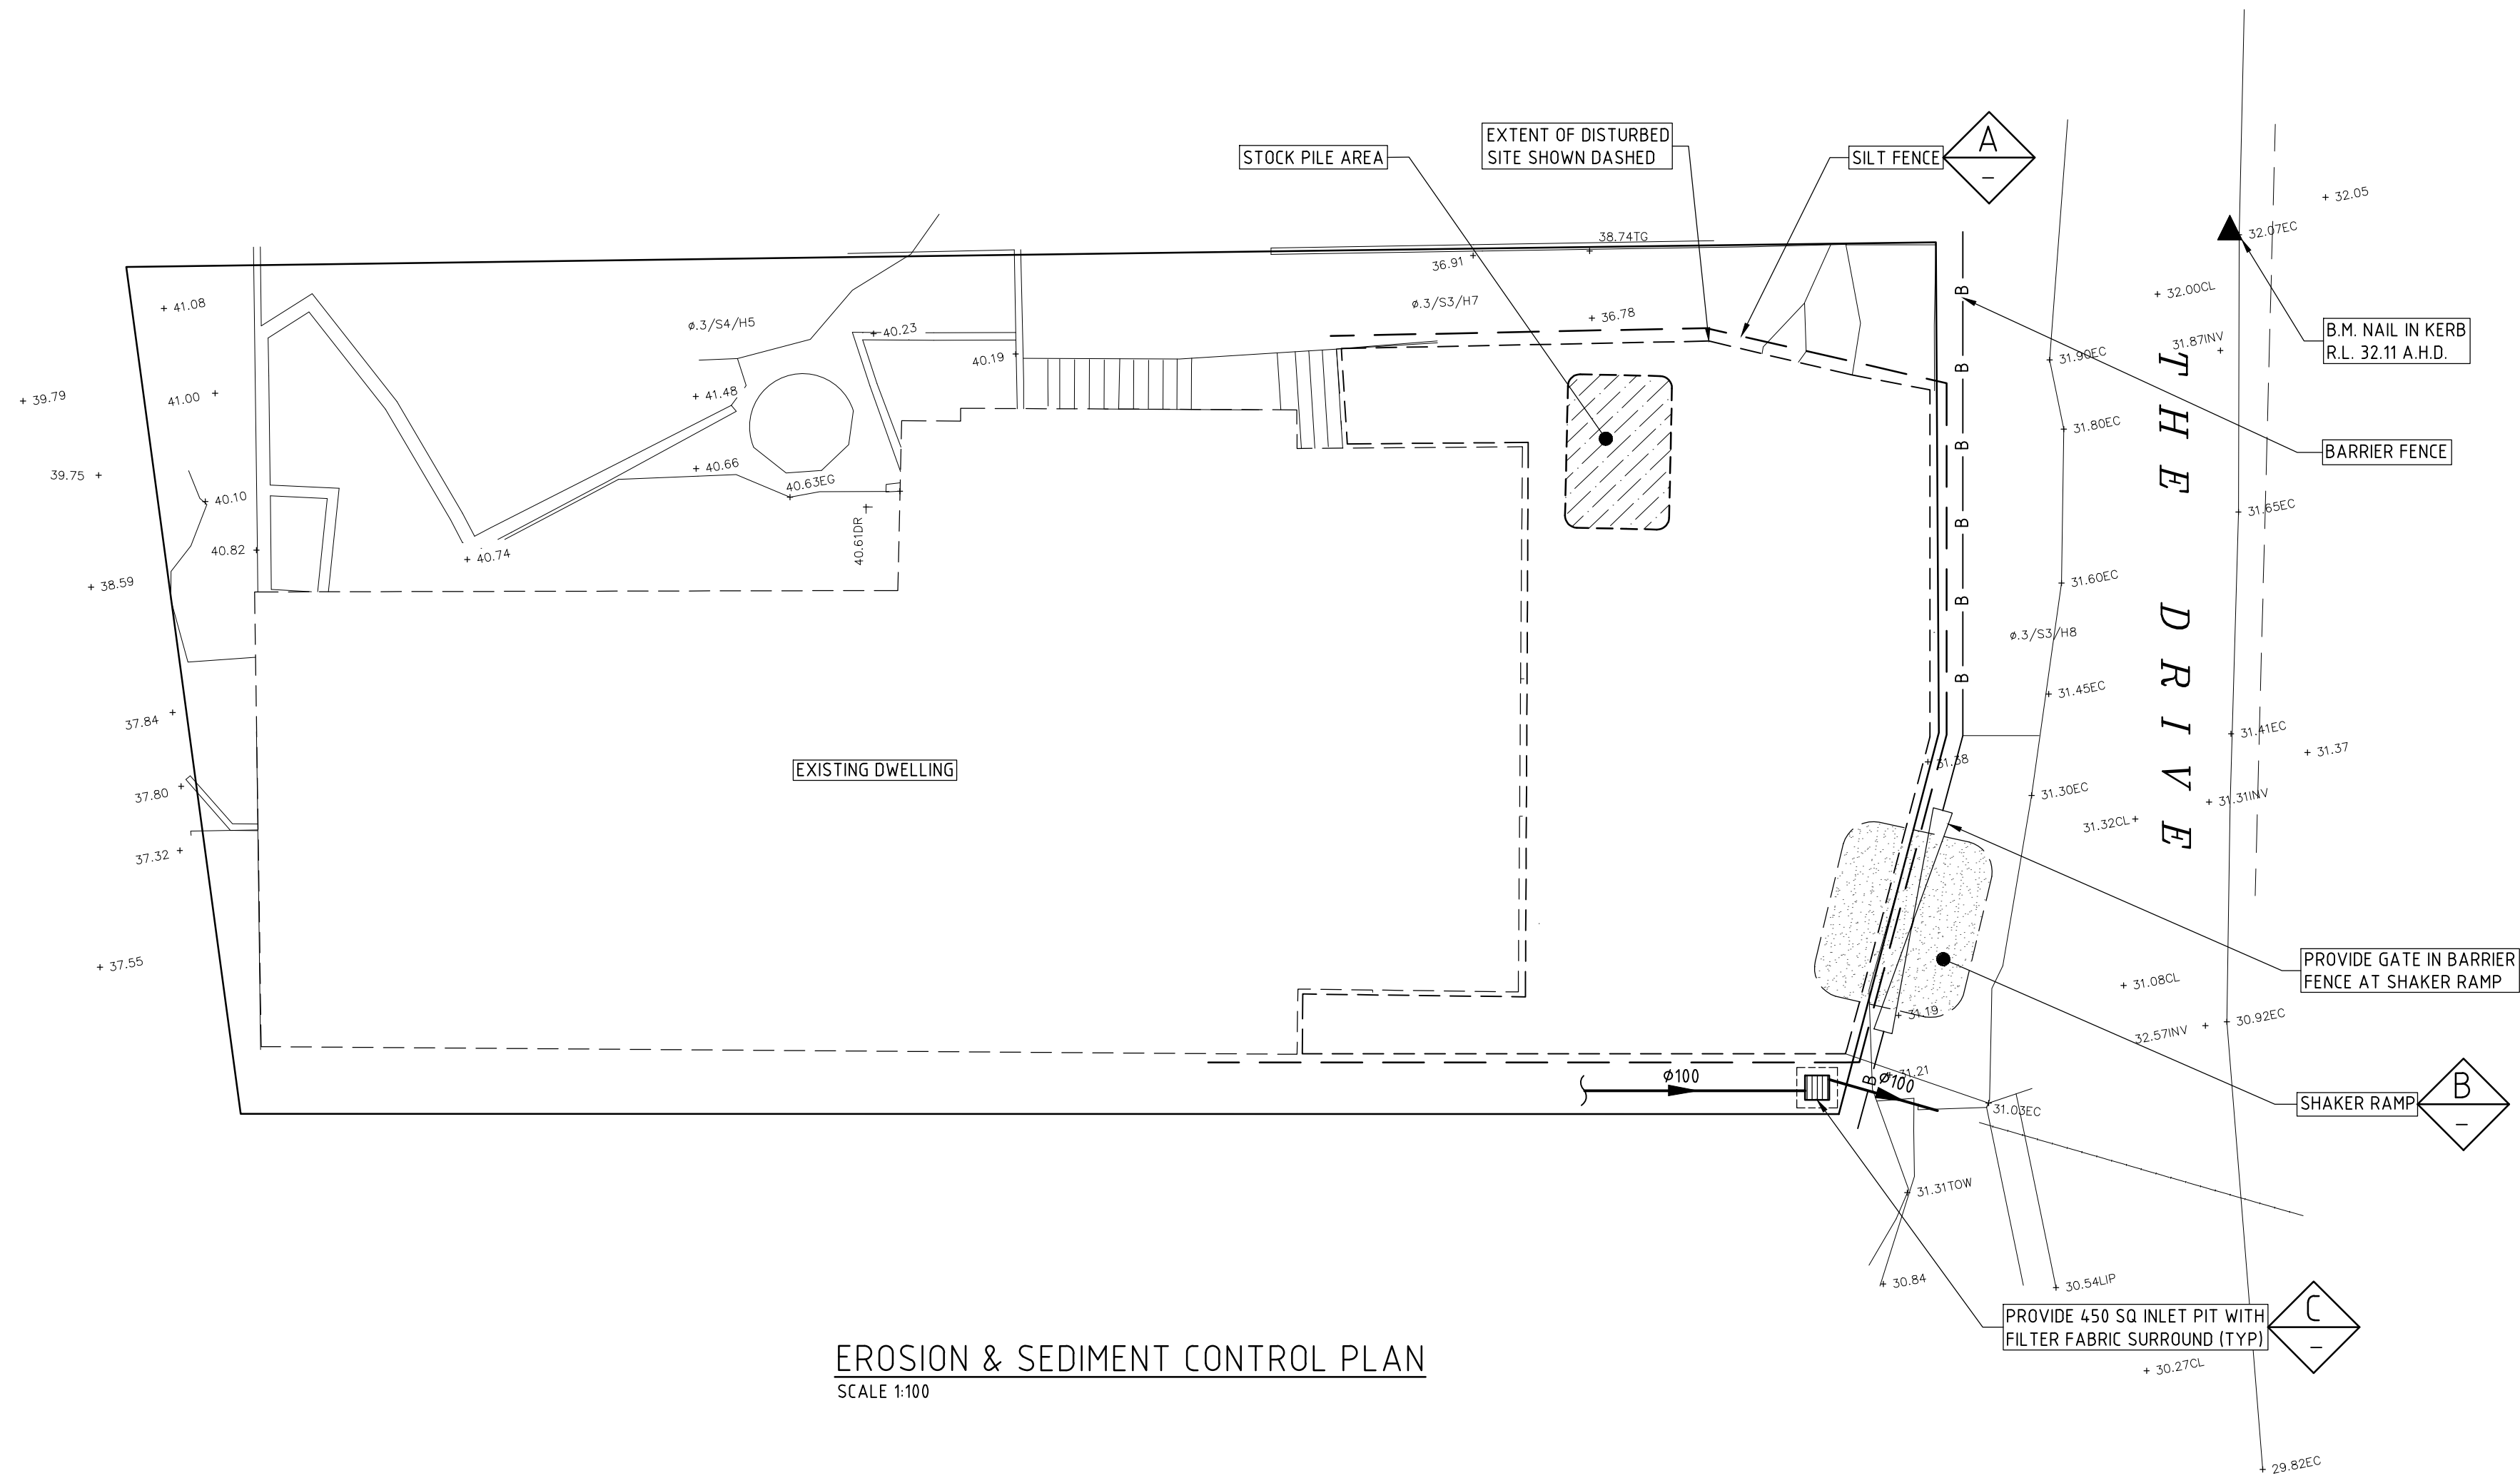 EXTENT OF DISTURBED
SITE SHOWN DASHED
STOCK PILE AREA
SILT FENCE
A
-
32.05
32.07EC
38.74TG
36.91
32.00CL
B
41.08
ø.3/S3/H7
36.78
B.M. NAIL IN KERB
R.L. 32.11 A.H.D.
ø.3/S4/H5
40.23
31.87INV
40.19
31.90EC
B
39.79
41.00
41.48
31.80EC
B
BARRIER FENCE
39.75
40.66
40.63EG
40.10
31.65EC
B
40.61DR
40.82
40.74
38.59
31.60EC
B
THE DRIVE
ø.3/S3/H8
B
31.45EC
37.84
31.41EC
31.37
EXISTING DWELLING
31.38
37.80
31.30EC
31.31INV
31.32CL
37.32
37.55
PROVIDE GATE IN BARRIER
FENCE AT SHAKER RAMP
31.08CL
31.19
30.92EC
32.57INV
31.21
ø100
B
ø100
B
-
SHAKER RAMP
31.03EC
31.31TOW
30.84
30.54LIP
PROVIDE 450 SQ INLET PIT WITH
FILTER FABRIC SURROUND (TYP)
C
-
EROSION & SEDIMENT CONTROL PLAN
SCALE 1:100
30.27CL
29.82EC